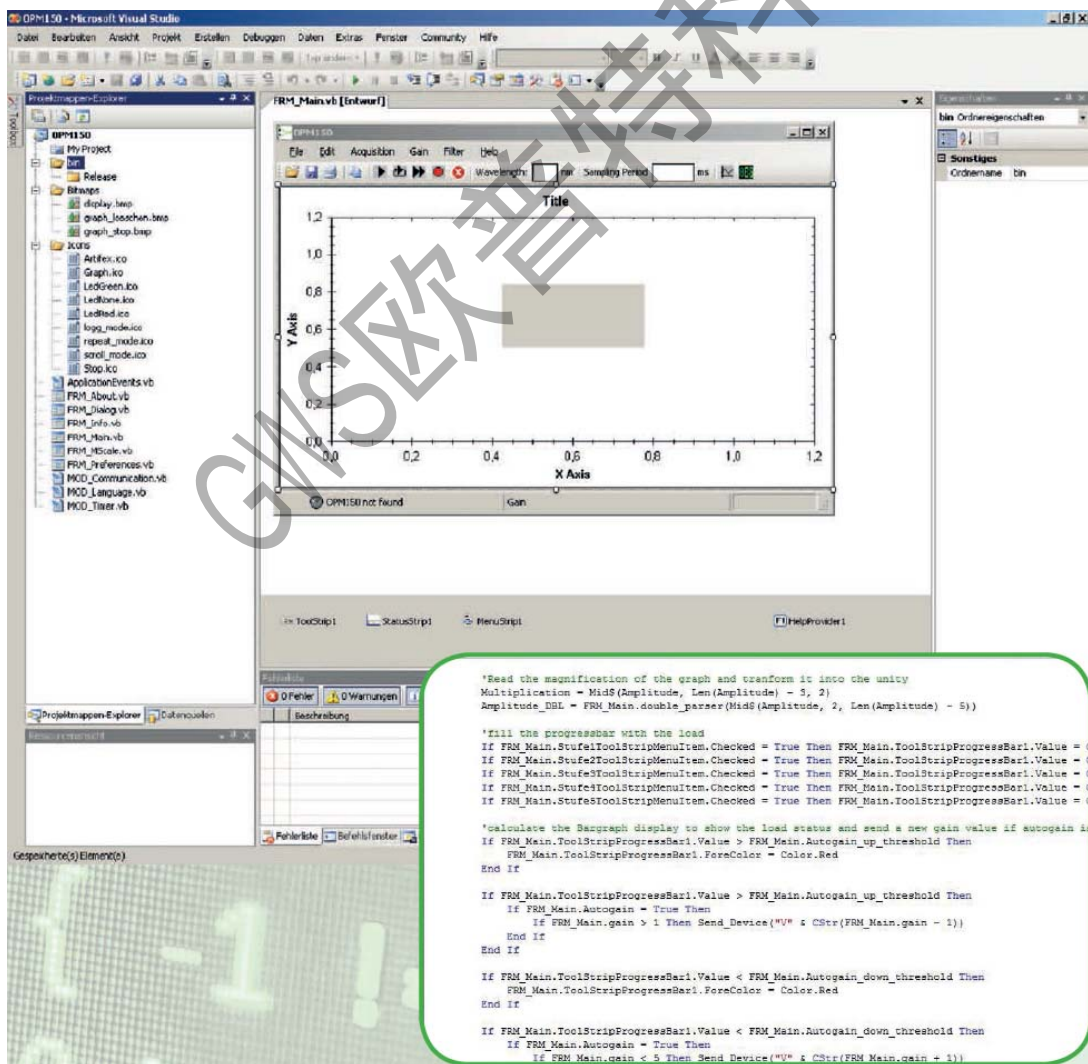 OPM150 - Microsoft Visual Studio
Datei Bearbeiten Ansicht Projekt Erstellen Debuggen Daten Extras Fenster Community Hilfe
Projektmappen-Explorer
Toolbox
OPM150
My Project
bin
Release
Bitmaps
display.bmp
graph_loeschen.bmp
graph_stop.bmp
Icons
Artifex.ico
Graph.ico
LedGreen.ico
LedNone.ico
LedRed.ico
logg_mode.ico
repeat_mode.ico
scroll_mode.ico
Stop.ico
ApplicationEvents.vb
FRM_About.vb
FRM_Dialog.vb
FRM_Info.vb
FRM_Main.vb
FRM_MScale.vb
FRM_Preferences.vb
MOD_Communication.vb
MOD_Language.vb
MOD_Timer.vb
Projektmappen-Explorer Datenquellen
Ressourcensicht
Gespeicherte(s) Element(e)
FRM_Main.vb [Entwurf]
OPM150
File Edit Acquisition Gain Filter Help
Wavelength: nm Sampling Period ms
Title
1,2
1,0
0,8
0,6
0,4
0,2
0,0
Y Axis
0,0 0,2 0,4 0,6 0,8 1,0 1,2
X Axis
OPM150 not found Gain
ToolStrip1 StatusStrip1 MenuStrip1 HelpProvider1
Eigenschaften
bin Ordnereigenschaften
Sonstiges
Ordnername bin
Fehlerliste
0 Fehler 0 Warnungen
Beschreibung
Fehlerliste Befehlsfenster
'Read the magnification of the graph and tranform it into the unity
Multiplication = Mid$(Amplitude, Len(Amplitude) - 3, 2)
Amplitude_DBL = FRM_Main.double_parser(Mid$(Amplitude, 2, Len(Amplitude) - 5))
'fill the progressbar with the load
If FRM_Main.Stufe1ToolStripMenuItem.Checked = True Then FRM_Main.ToolStripProgressBar1.Value =
If FRM_Main.Stufe2ToolStripMenuItem.Checked = True Then FRM_Main.ToolStripProgressBar1.Value =
If FRM_Main.Stufe3ToolStripMenuItem.Checked = True Then FRM_Main.ToolStripProgressBar1.Value =
If FRM_Main.Stufe4ToolStripMenuItem.Checked = True Then FRM_Main.ToolStripProgressBar1.Value =
If FRM_Main.Stufe5ToolStripMenuItem.Checked = True Then FRM_Main.ToolStripProgressBar1.Value =
'calculate the Bargraph display to show the load status and send a new gain value if autogain
If FRM_Main.ToolStripProgressBar1.Value > FRM_Main.Autogain_up_threshold Then
FRM_Main.ToolStripProgressBar1.ForeColor = Color.Red
End If
If FRM_Main.ToolStripProgressBar1.Value > FRM_Main.Autogain_up_threshold Then
If FRM_Main.Autogain = True Then
If FRM_Main.gain > 1 Then Send_Device("V" & CStr(FRM_Main.gain - 1))
End If
End If
If FRM_Main.ToolStripProgressBar1.Value < FRM_Main.Autogain_down_threshold Then
FRM_Main.ToolStripProgressBar1.ForeColor = Color.Red
End If
If FRM_Main.ToolStripProgressBar1.Value < FRM_Main.Autogain_down_threshold Then
If FRM_Main.Autogain = True Then
If FRM_Main.gain < 5 Then Send_Device("V" & CStr(FRM_Main.gain + 1))
GWS欧普特科